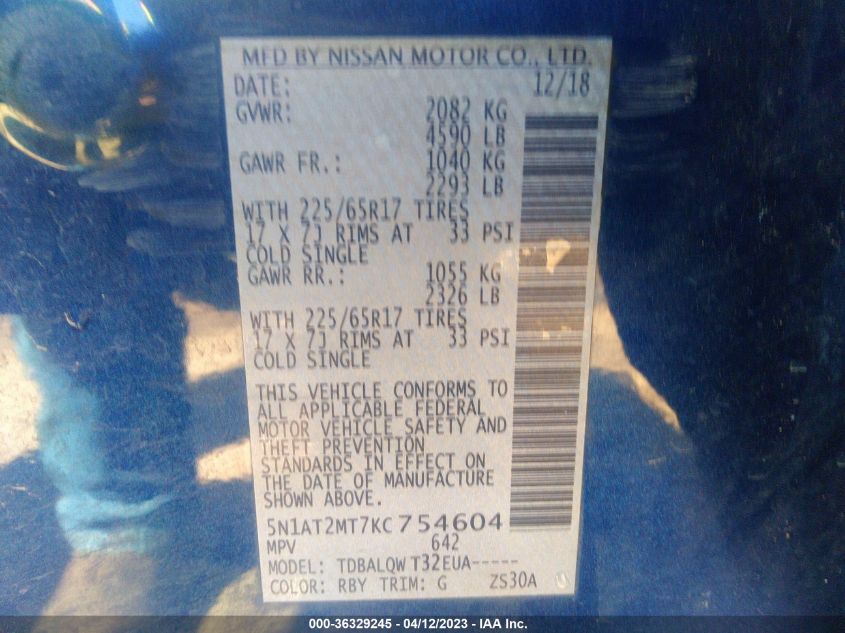 MFD BY NISSAN MOTOR CO., LTD.
DATE: 12/18
GVWR: 2082 KG
4590 LB
GAWR FR.: 1040 KG
2293 LB
WITH 225/65R17 TIRES
17 X 7J RIMS AT 33 PSI
COLD SINGLE
GAWR RR.: 1055 KG
2326 LB
WITH 225/65R17 TIRES
17 X 7J RIMS AT 33 PSI
COLD SINGLE
THIS VEHICLE CONFORMS TO
ALL APPLICABLE FEDERAL
MOTOR VEHICLE SAFETY AND
THEFT PREVENTION
STANDARDS IN EFFECT ON
THE DATE OF MANUFACTURE
SHOWN ABOVE.
5N1AT2MT7KC754604
MPV 642
MODEL: TDBALQW T32EUA-----
COLOR: RBY TRIM: G ZS30A
000-36329245 - 04/12/2023 - IAA Inc.